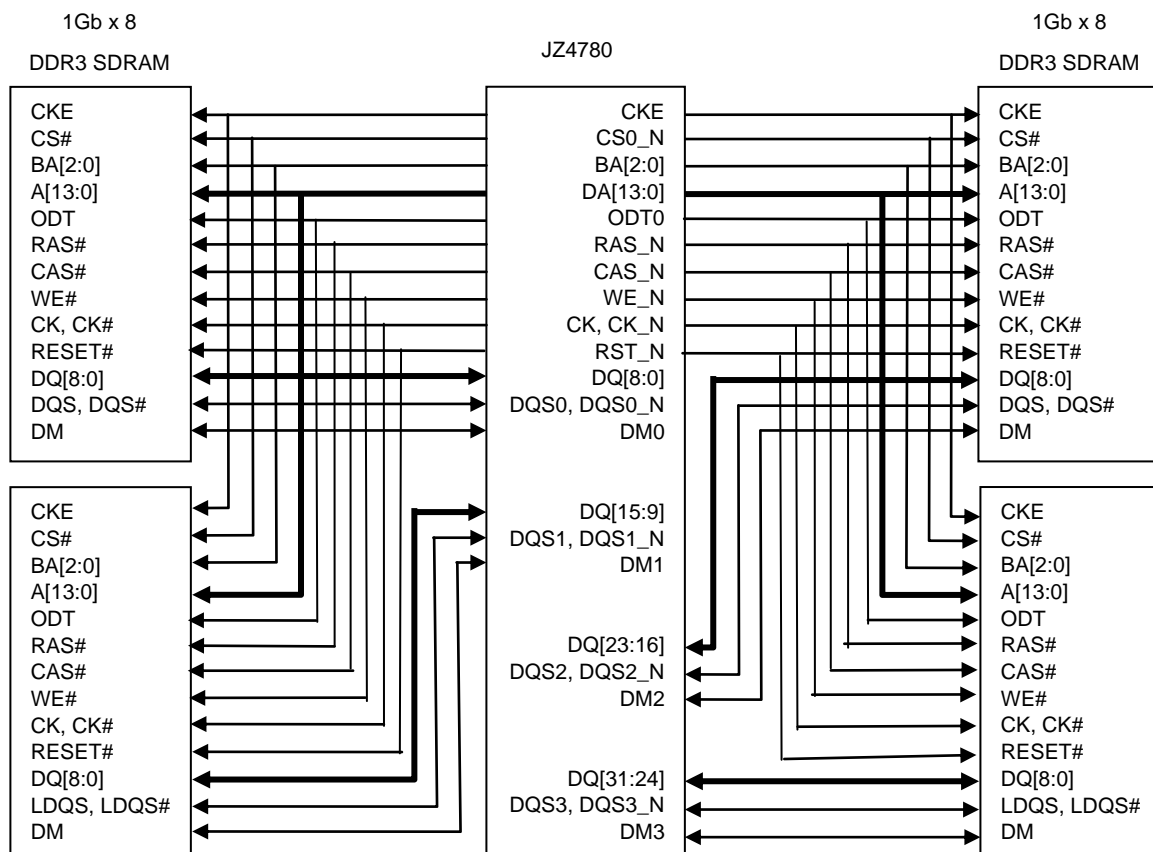 1Gb x 8
DDR3 SDRAM
CKE
CS#
BA[2:0]
A[13:0]
ODT
RAS#
CAS#
WE#
CK, CK#
RESET#
DQ[8:0]
DQS, DQS#
DM
CKE
CS#
BA[2:0]
A[13:0]
ODT
RAS#
CAS#
WE#
CK, CK#
RESET#
DQ[8:0]
LDQS, LDQS#
DM
JZ4780
CKE
CS0_N
BA[2:0]
DA[13:0]
ODT0
RAS_N
CAS_N
WE_N
CK, CK_N
RST_N
DQ[8:0]
DQS0, DQS0_N
DM0
DQ[15:9]
DQS1, DQS1_N
DM1
DQ[23:16]
DQS2, DQS2_N
DM2
DQ[31:24]
DQS3, DQS3_N
DM3
1Gb x 8
DDR3 SDRAM
CKE
CS#
BA[2:0]
A[13:0]
ODT
RAS#
CAS#
WE#
CK, CK#
RESET#
DQ[8:0]
DQS, DQS#
DM
CKE
CS#
BA[2:0]
A[13:0]
ODT
RAS#
CAS#
WE#
CK, CK#
RESET#
DQ[8:0]
LDQS, LDQS#
DM